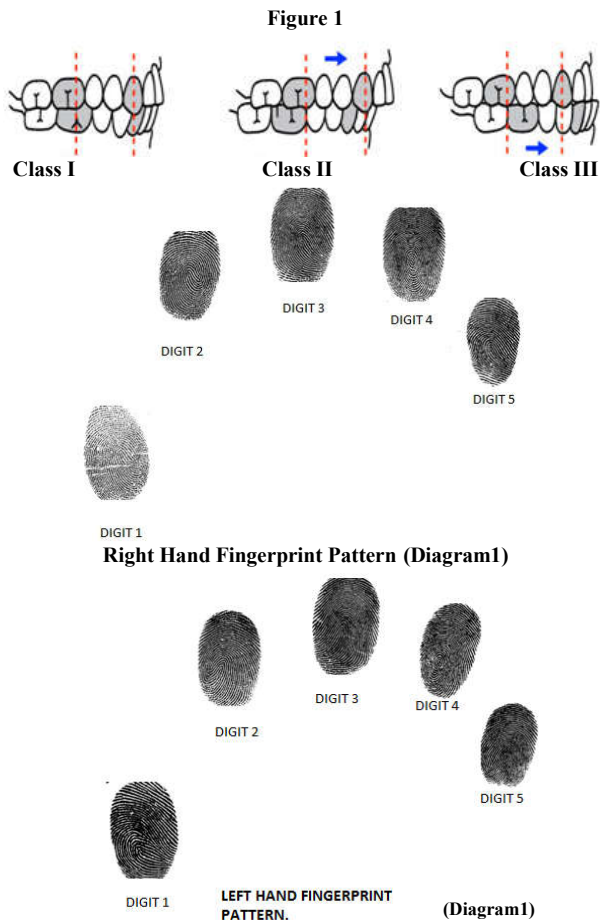 Figure 1
Class I
Class II
Class III
DIGIT 1
DIGIT 2
DIGIT 3
DIGIT 4
DIGIT 5
Right Hand Fingerprint Pattern (Diagram1)
DIGIT 1
DIGIT 2
DIGIT 3
DIGIT 4
DIGIT 5
LEFT HAND FINGERPRINT
PATTERN.
(Diagram1)